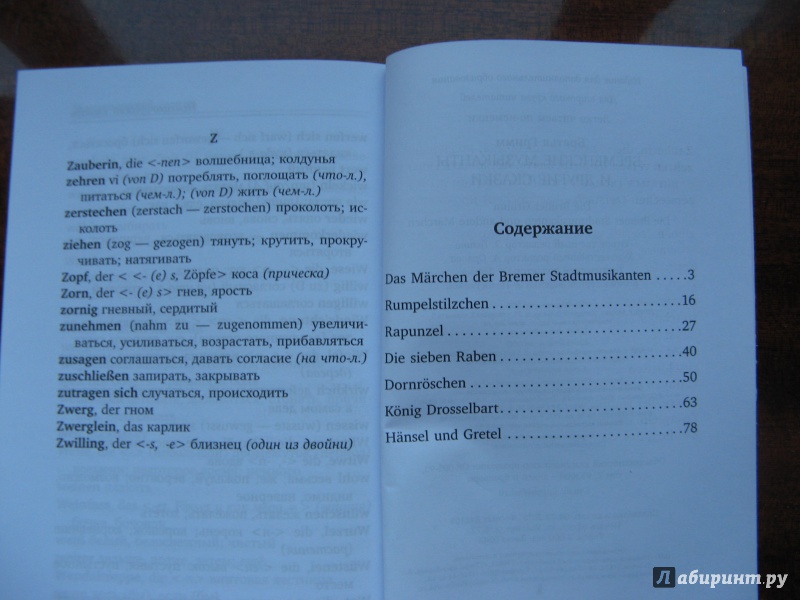 Z
Zauberin, die <-nen> волшебница; колдунья
zehren vi (von D) потреблять, поглощать (что-л.),
питаться (чем-л.); (von D) жить (чем-л.)
zerstechen (zerstach — zerstochen) проколоть; ис-
колоть
ziehen (zog — gezogen) тянуть; крутить, прокру-
чивать; натягивать
Zopf, der < <- (e) s, Zöpfe> коса (прическа)
Zorn, der <- (e) s> гнев, ярость
zornig гневный, сердитый
zunehmen (nahm zu — zugenommen) увеличи-
ваться, усиливаться, возрастать, прибавляться
zusagen соглашаться, давать согласие (на что-л.)
zuschließen запирать, закрывать
zutragen sich случаться, происходить
Zwerg, der гном
Zwerglein, das карлик
Zwilling, der <-s, -e> близнец (один из двойни)
Содержание
Das Märchen der Bremer Stadtmusikanten .....3
Rumpelstilzchen ..........................16
Rapunzel .................................27
Die sieben Raben .........................40
Dornröschen ..............................50
König Drosselbart.........................63
Hänsel und Gretel ........................78
Лабиринт.ру